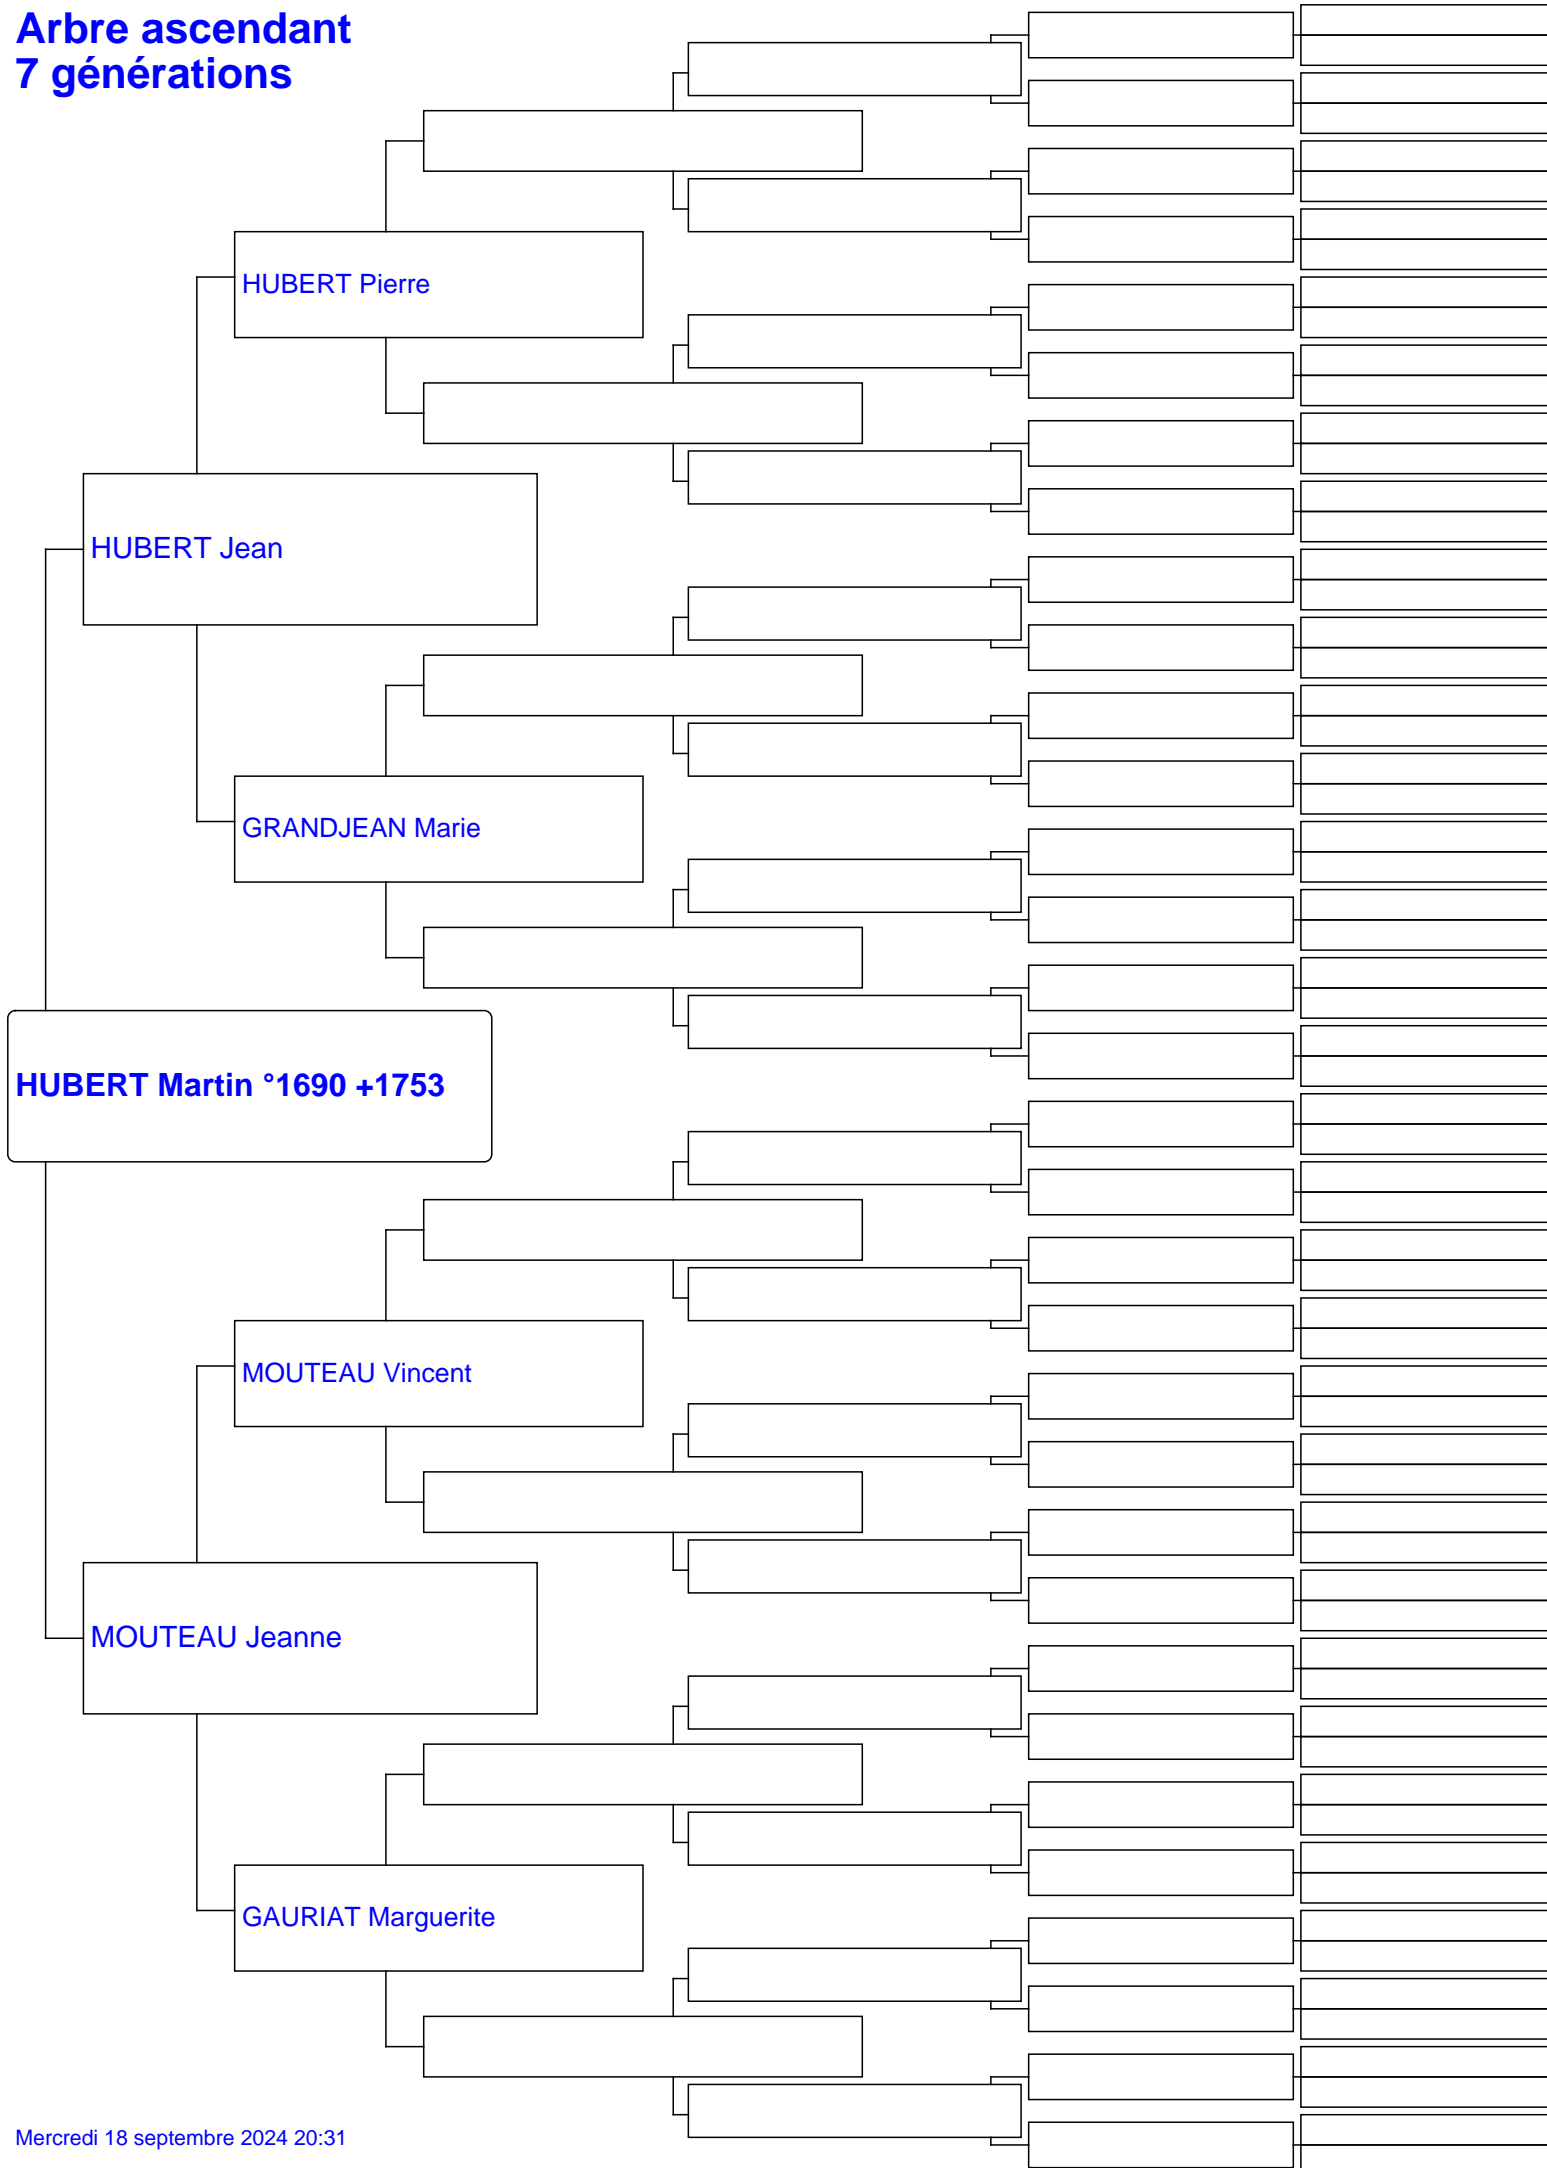 Arbre ascendant
7 générations
HUBERT Pierre
HUBERT Jean
GRANDJEAN Marie
HUBERT Martin °1690 +1753
MOUTEAU Vincent
MOUTEAU Jeanne
GAURIAT Marguerite
Mercredi 18 septembre 2024 20:31